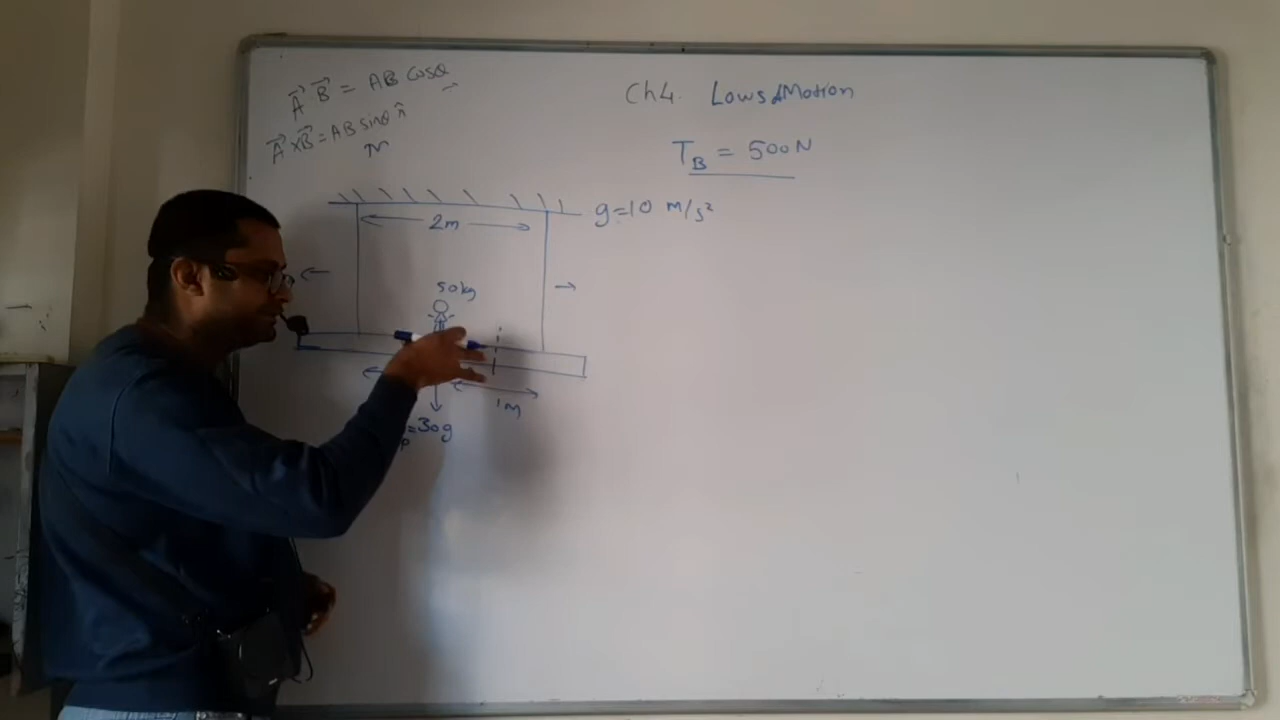 A⃗ B⃗ = AB cosθ
A⃗ × B⃗ = AB sinθ n̂
Ch4. Lows of Motion
T_B = 500N
g=10 m/s²
2m
50kg
1m
=30g